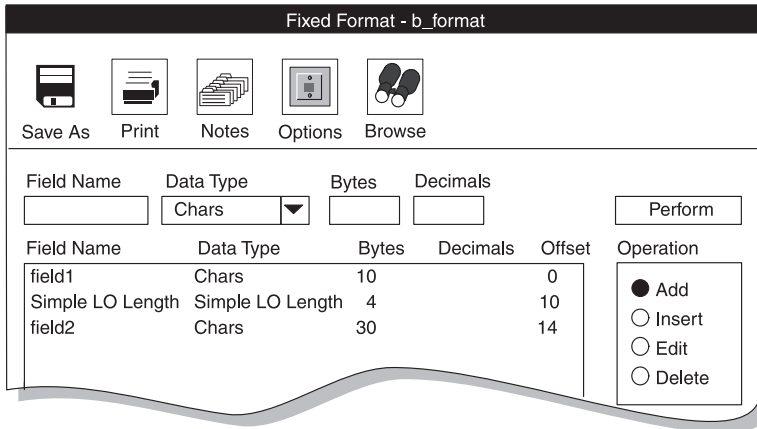 Fixed Format - b_format
Save As Print Notes Options Browse
Field Name Data Type Bytes Decimals
Chars Perform
Field Name Data Type Bytes Decimals Offset Operation
field1 Chars 10 0
Simple LO Length Simple LO Length 4 10
field2 Chars 30 14
Add
Insert
Edit
Delete